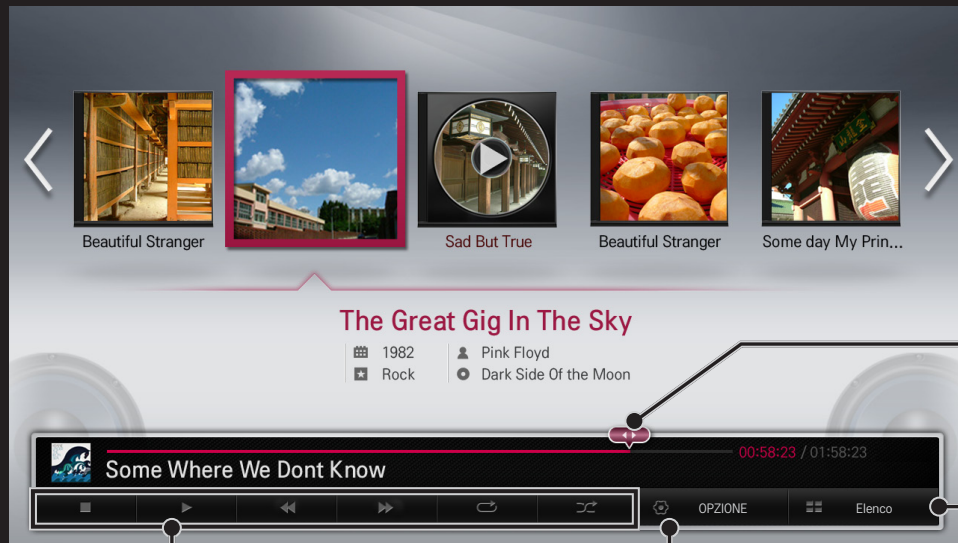 Beautiful Stranger
Sad But True
Beautiful Stranger
Some day My Prin...
The Great Gig In The Sky
1982
Pink Floyd
Rock
Dark Side Of the Moon
00:58:23 / 01:58:23
Some Where We Dont Know
OPZIONE
Elenco